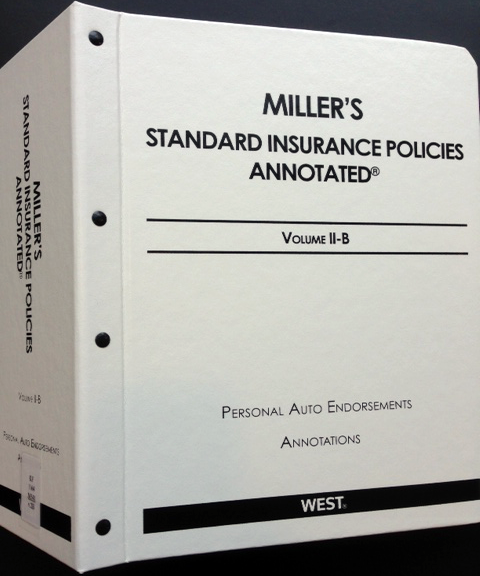 MILLER'S
STANDARD INSURANCE POLICIES
ANNOTATED®
VOLUME II-B
PERSONAL AUTO ENDORSEMENTS
ANNOTATIONS
WEST®
MILLER'S
STANDARD INSURANCE POLICIES
ANNOTATED®
VOLUME II-B
PERSONAL AUTO ENDORSEMENTS